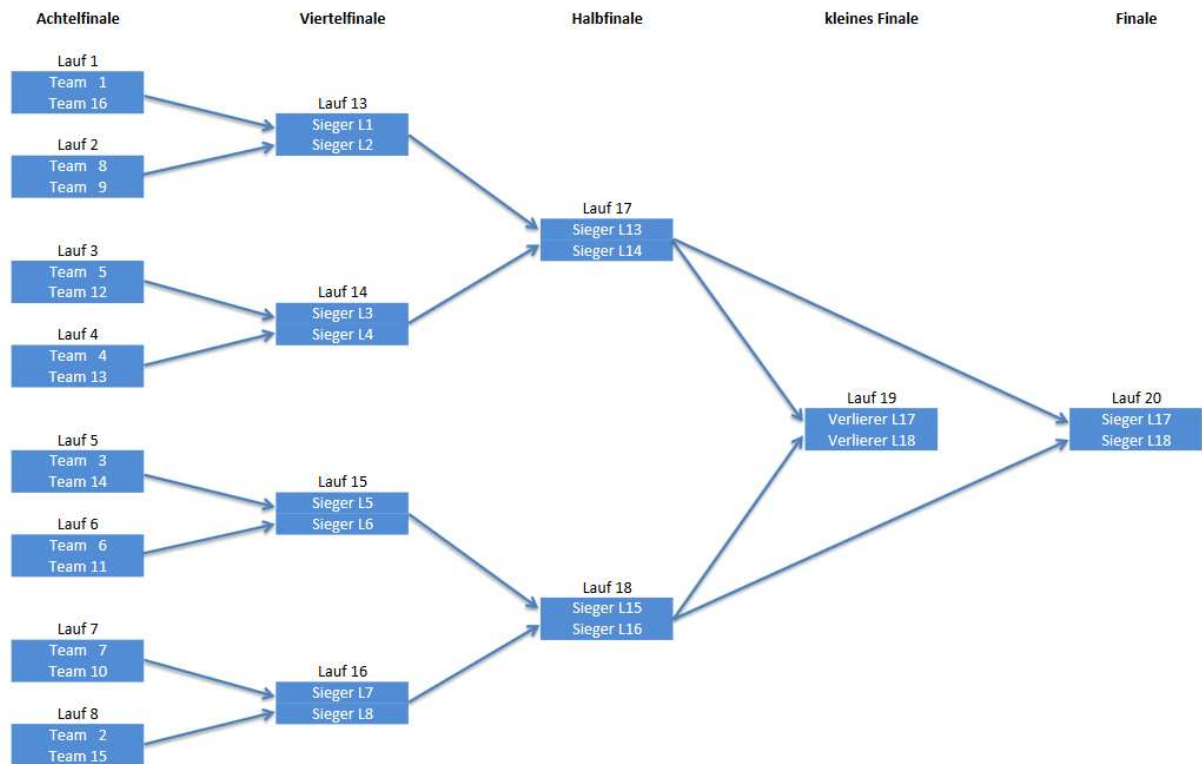 Achtelfinale
Viertelfinale
Halbfinale
kleines Finale
Finale
Lauf 1
Team 1
Team 16
Lauf 2
Team 8
Team 9
Lauf 3
Team 5
Team 12
Lauf 4
Team 4
Team 13
Lauf 5
Team 3
Team 14
Lauf 6
Team 6
Team 11
Lauf 7
Team 7
Team 10
Lauf 8
Team 2
Team 15
Lauf 13
Sieger L1
Sieger L2
Lauf 14
Sieger L3
Sieger L4
Lauf 15
Sieger L5
Sieger L6
Lauf 16
Sieger L7
Sieger L8
Lauf 17
Sieger L13
Sieger L14
Lauf 18
Sieger L15
Sieger L16
Lauf 19
Verlierer L17
Verlierer L18
Lauf 20
Sieger L17
Sieger L18